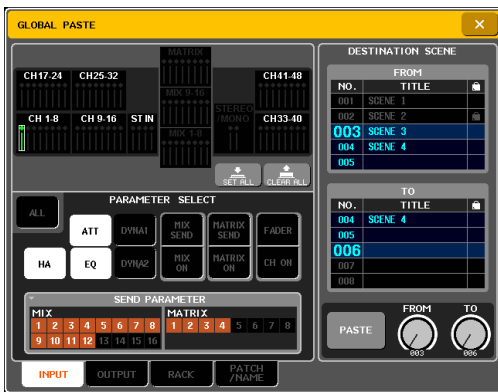 GLOBAL PASTE
MATRIX
CH17-24 CH25-32 CH41-48
MIX 9-16
STEREO /MONO
CH 1-8 CH 9-16 ST IN CH33-40
MIX 1-8
SET ALL CLEAR ALL
PARAMETER SELECT
ALL
ATT DYNA1 MIX SEND MATRIX SEND FADER
HA EQ DYNA2 MIX ON MATRIX ON CH ON
SEND PARAMETER
MIX MATRIX
1 2 3 4 5 6 7 8 1 2 3 4 5 6 7 8
9 10 11 12 13 14 15 16
INPUT OUTPUT RACK PATCH /NAME
DESTINATION SCENE
FROM
NO. TITLE
001 SCENE 1
002 SCENE 2
003 SCENE 3
004 SCENE 4
005
TO
NO. TITLE
004 SCENE 4
005
006
007
008
PASTE FROM TO
003 006